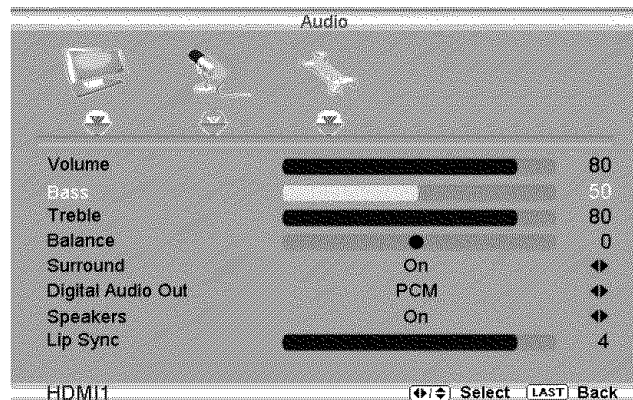 Audio
Volume 80
Bass 50
Treble 80
Balance 0
Surround On
Digital Audio Out PCM
Speakers On
Lip Sync 4
HDMI1 Select LAST Back